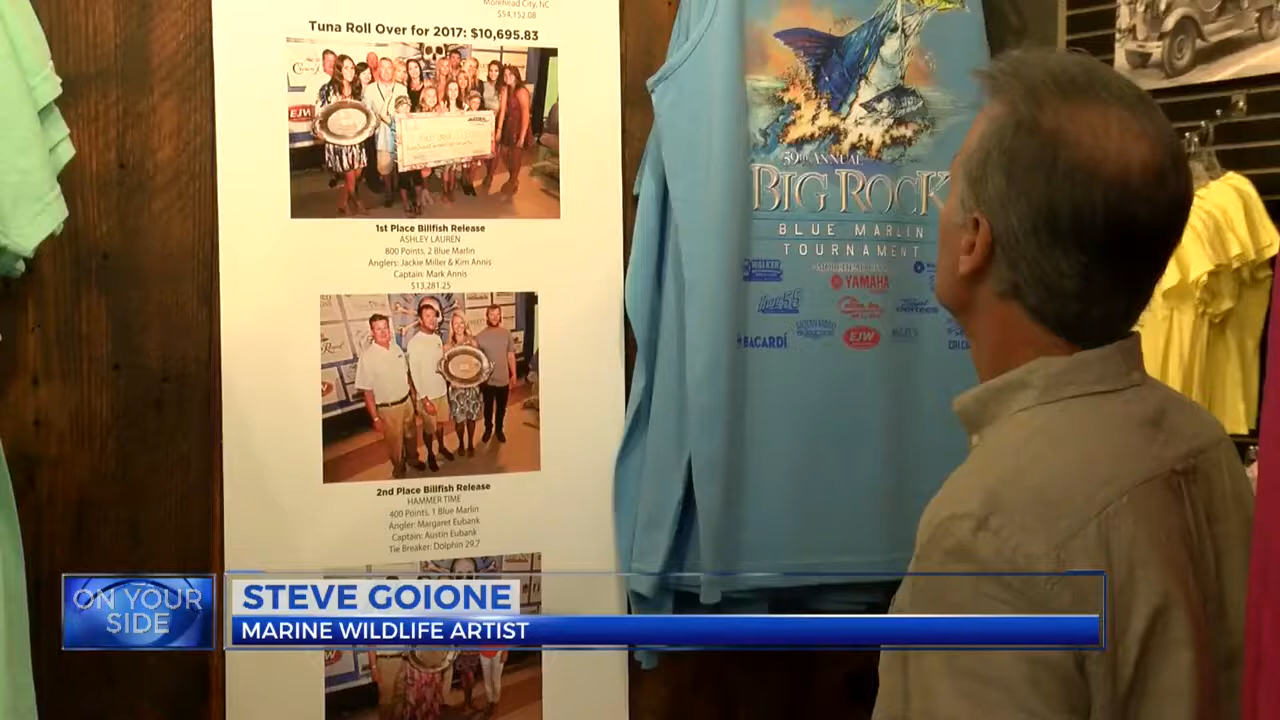 Morehead City, NC
$54,152.08
Tuna Roll Over for 2017: $10,695.83
EJW
1st Place Billfish Release
ASHLEY LAUREN
800 Points, 2 Blue Marlin
Anglers: Jackie Miller & Kim Annis
Captain: Mark Annis
$13,281.25
2nd Place Billfish Release
HAMMER TIME
400 Points, 1 Blue Marlin
Angler: Margaret Eubank
Captain: Austin Eubank
Tie Breaker: Dolphin 29.7
59th ANNUAL
BIG ROCK
BLUE MARLIN
TOURNAMENT
WALKER
YAMAHA
BACARDÍ
EJW
ON YOUR
SIDE
STEVE GOIONE
MARINE WILDLIFE ARTIST